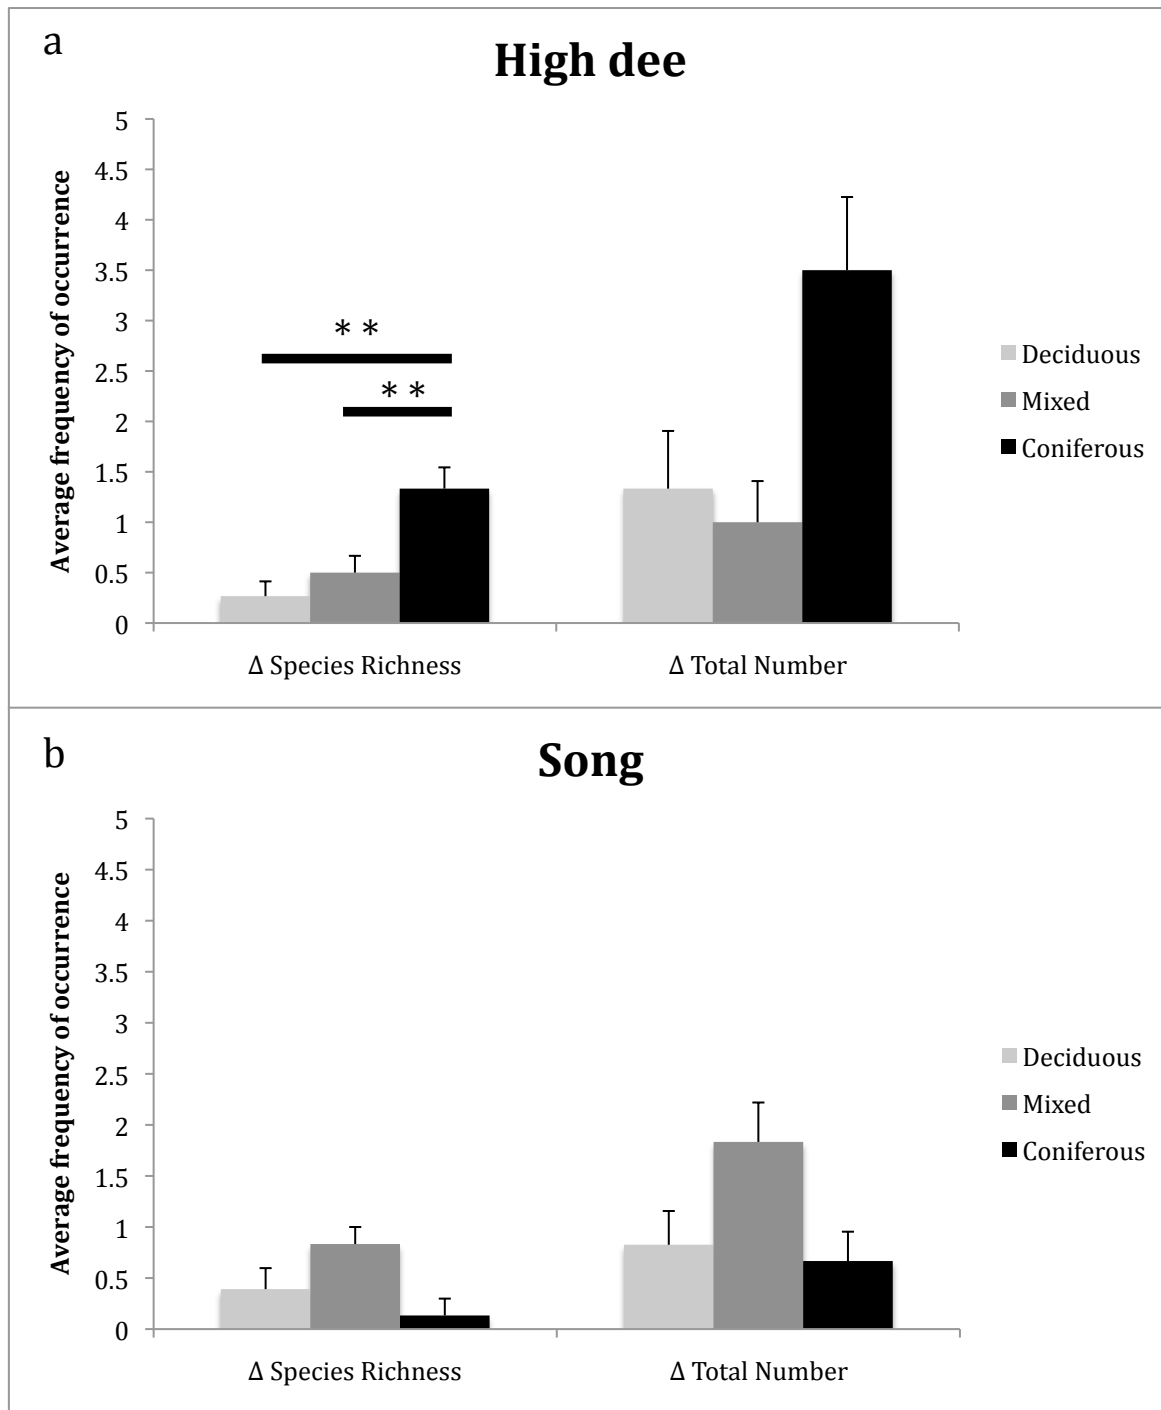 a
High dee
Average frequency of occurrence
5
4.5
4
3.5
3
2.5
2
1.5
1
0.5
0
* *
* *
Δ Species Richness
Δ Total Number
Deciduous
Mixed
Coniferous
b
Song
Average frequency of occurrence
5
4.5
4
3.5
3
2.5
2
1.5
1
0.5
0
Δ Species Richness
Δ Total Number
Deciduous
Mixed
Coniferous